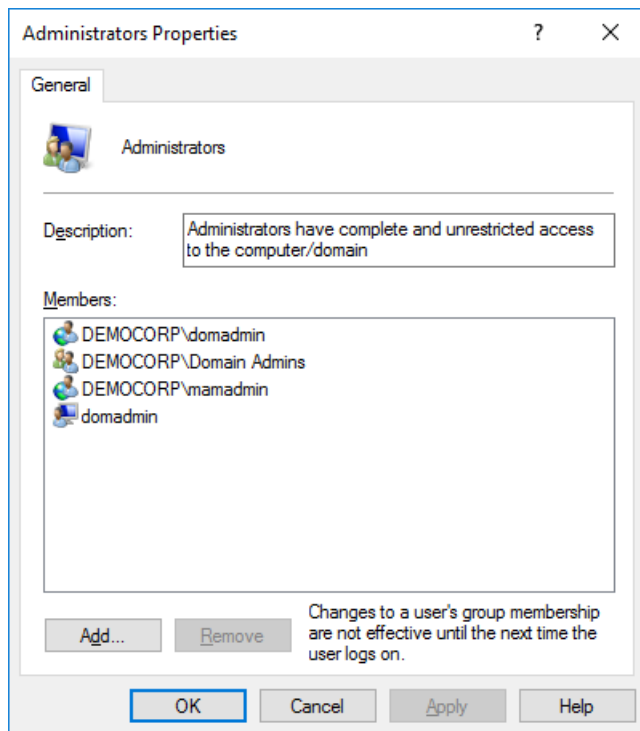 Administrators Properties
?
General
Administrators
Description:
Administrators have complete and unrestricted access
to the computer/domain
Members:
DEMOCORP\domadmin
DEMOCORP\Domain Admins
DEMOCORP\mamadmin
domadmin
Add...
Remove
Changes to a user's group membership
are not effective until the next time the
user logs on.
OK
Cancel
Apply
Help